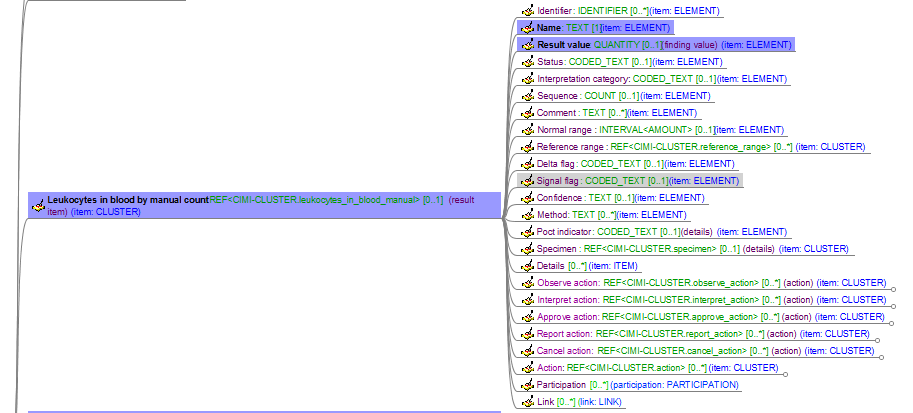 Leukocytes in blood by manual countREF<CIMI-CLUSTER.leukocytes_in_blood_manual> [0..1] (result
item) (item: CLUSTER)
Identifier: IDENTIFIER [0..*](item: ELEMENT)
Name: TEXT [1](item: ELEMENT)
Result value QUANTITY [0..1](finding value) (item: ELEMENT)
Status: CODED_TEXT [0..1](item: ELEMENT)
Interpretation category: CODED_TEXT [0..1](item: ELEMENT)
Sequence : COUNT [0..1](item: ELEMENT)
Comment : TEXT [0..*](item: ELEMENT)
Normal range : INTERVAL<AMOUNT> [0..1](item: ELEMENT)
Reference range : REF<CIMI-CLUSTER.reference_range> [0..*] (item: CLUSTER)
Delta flag: CODED_TEXT [0..1](item: ELEMENT)
Signal flag: CODED_TEXT [0..1](item: ELEMENT)
Confidence : TEXT [0..1](item: ELEMENT)
Method: TEXT [0..*](item: ELEMENT)
Poct indicator: CODED_TEXT [0..1](details) (item: ELEMENT)
Specimen : REF<CIMI-CLUSTER.specimen> [0..1] (details) (item: CLUSTER)
Details [0..*](item: ITEM)
Observe action: REF<CIMI-CLUSTER.observe_action> [0..*] (action) (item: CLUSTER)
Interpret action: REF<CIMI-CLUSTER.interpret_action> [0..*] (action) (item: CLUSTER)
Approve action: REF<CIMI-CLUSTER.approve_action> [0..*] (action) (item: CLUSTER)
Report action: REF<CIMI-CLUSTER.report_action> [0..*] (action) (item: CLUSTER)
Cancel action: REF<CIMI-CLUSTER.cancel_action> [0..*] (action) (item: CLUSTER)
Action: REF<CIMI-CLUSTER.action> [0..*](item: CLUSTER)
Participation [0..*] (participation: PARTICIPATION)
Link [0..*] (link: LINK)